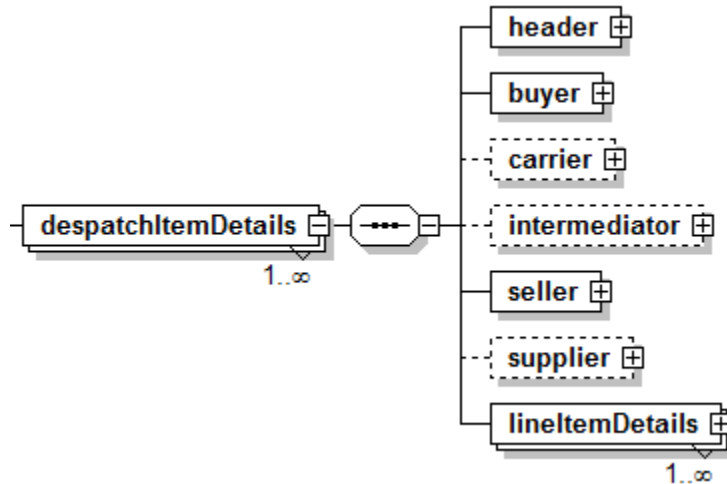 header
buyer
carrier
despatchItemDetails
intermediator
1..∞
seller
supplier
lineItemDetails
1..∞